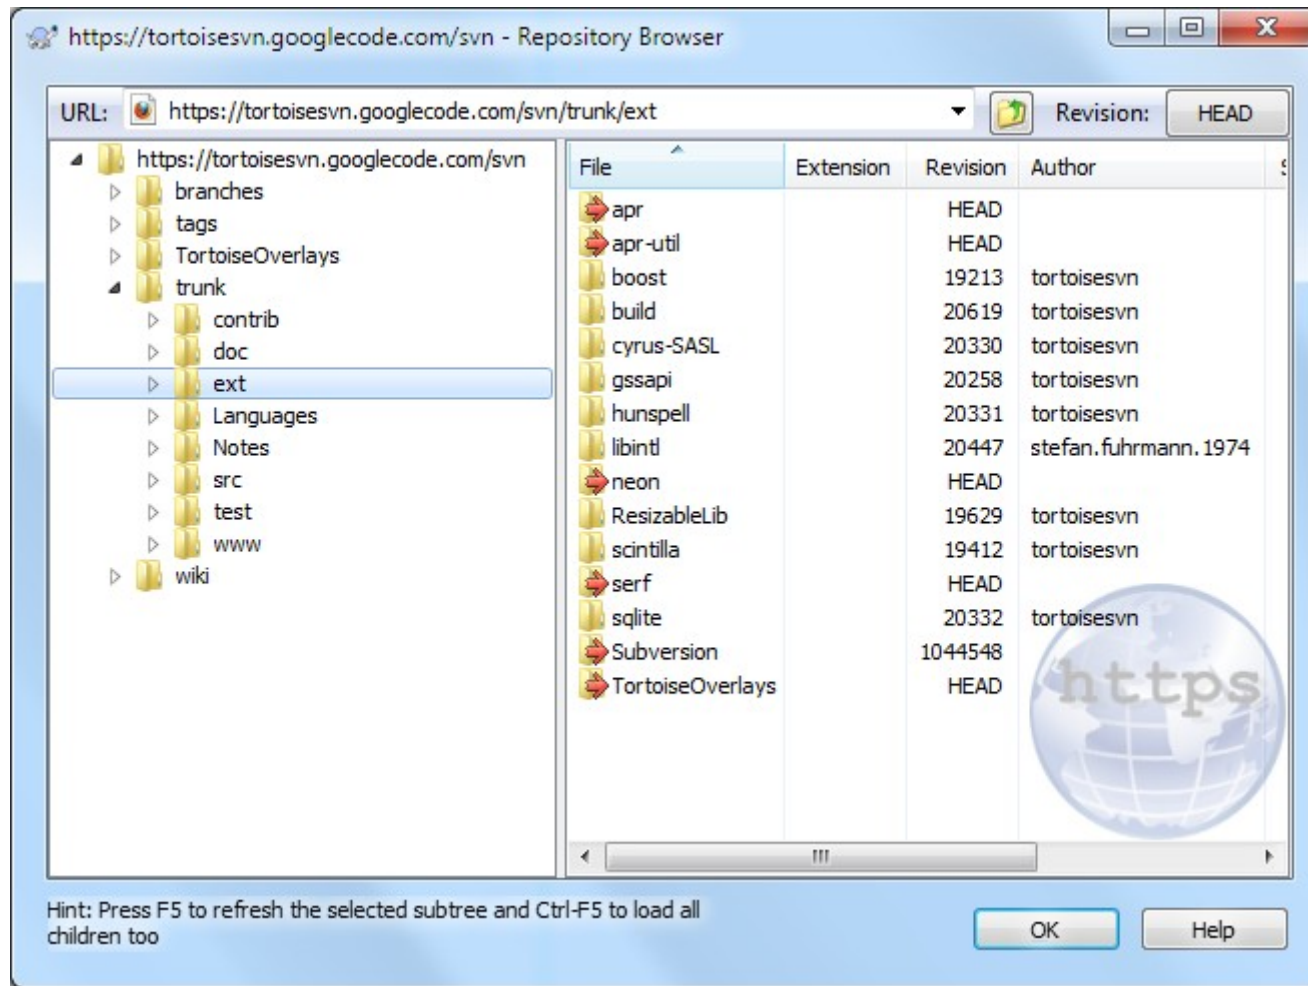 https://tortoisesvn.googlecode.com/svn - Repository Browser
URL: https://tortoisesvn.googlecode.com/svn/trunk/ext Revision: HEAD
https://tortoisesvn.googlecode.com/svn
branches
tags
TortoiseOverlays
trunk
contrib
doc
ext
Languages
Notes
src
test
www
wiki
File Extension Revision Author
apr HEAD
apr-util HEAD
boost 19213 tortoisesvn
build 20619 tortoisesvn
cyrus-SASL 20330 tortoisesvn
gssapi 20258 tortoisesvn
hunspell 20331 tortoisesvn
libintl 20447 stefan.fuhrmann.1974
neon HEAD
ResizableLib 19629 tortoisesvn
scintilla 19412 tortoisesvn
serf HEAD
sqlite 20332 tortoisesvn
Subversion 1044548
TortoiseOverlays HEAD
https
Hint: Press F5 to refresh the selected subtree and Ctrl-F5 to load all
children too
OK Help